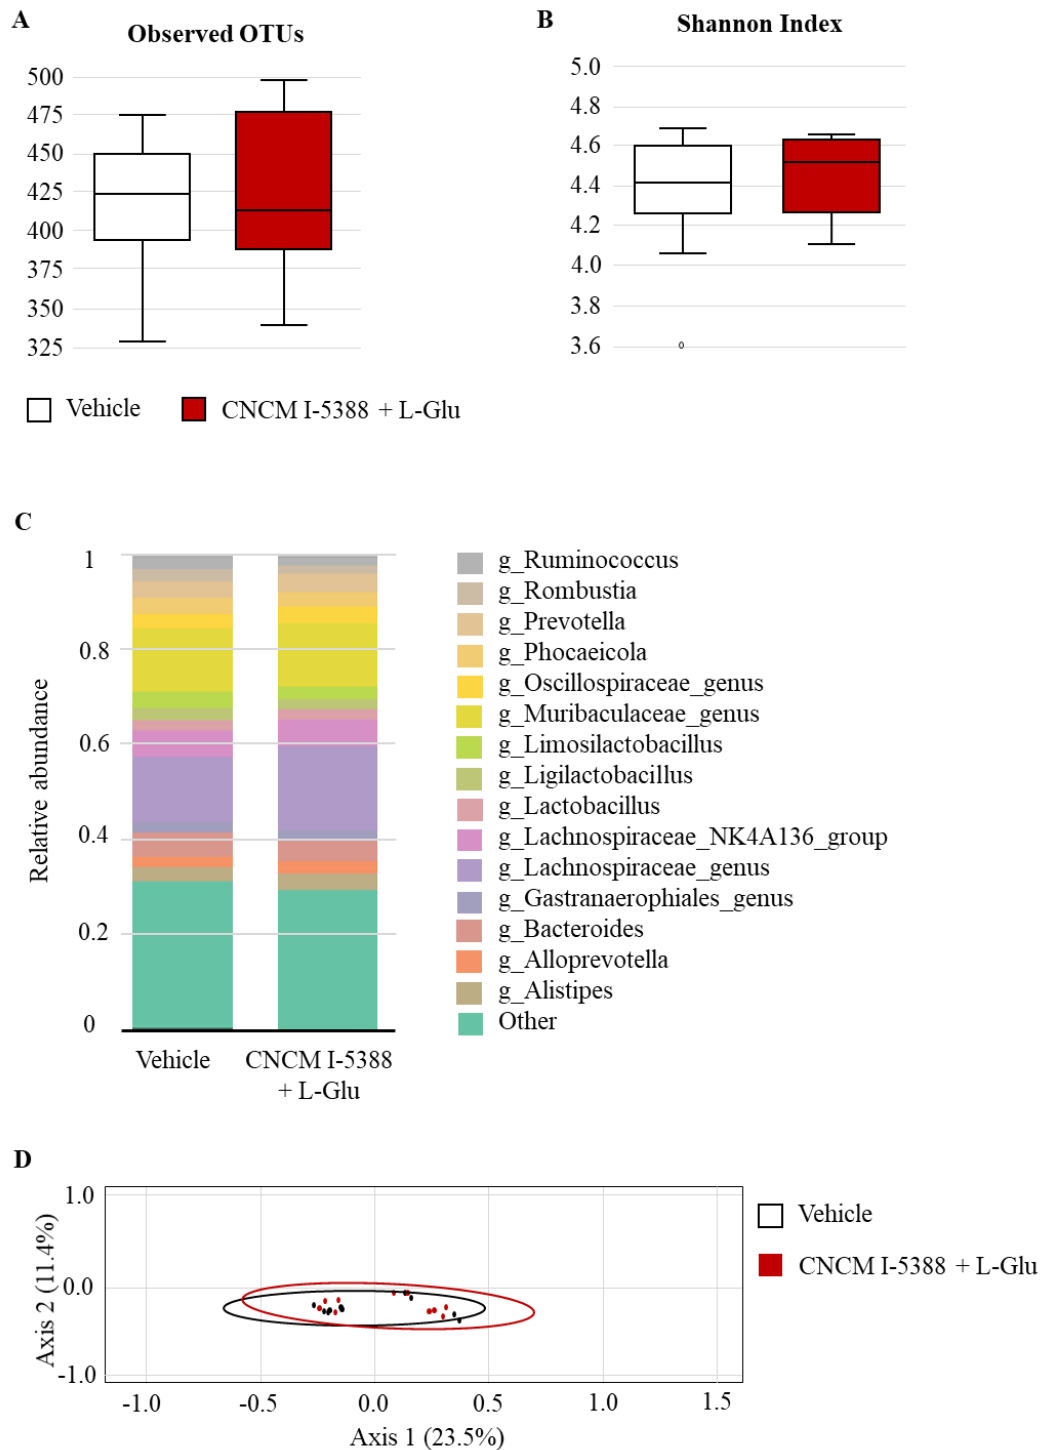 A
Observed OTUs
500
475
450
425
400
375
350
325
B
Shannon Index
5.0
4.8
4.6
4.4
4.2
4.0
3.8
3.6
Vehicle
CNCM I-5388 + L-Glu
C
Relative abundance
1
0.8
0.6
0.4
0.2
0
Vehicle
CNCM I-5388
+ L-Glu
g_Ruminococcus
g_Rombustia
g_Prevotella
g_Phocaeicola
g_Oscillospiraceae_genus
g_Muribaculaceae_genus
g_Limosilactobacillus
g_Ligilactobacillus
g_Lactobacillus
g_Lachnospiraceae_NK4A136_group
g_Lachnospiraceae_genus
g_Gastranaerophiales_genus
g_Bacteroides
g_Alloprevotella
g_Alistipes
Other
D
Axis 2 (11.4%)
1.0
0.0
-1.0
-1.0
-0.5
0.0
0.5
1.0
1.5
Axis 1 (23.5%)
Vehicle
CNCM I-5388 + L-Glu